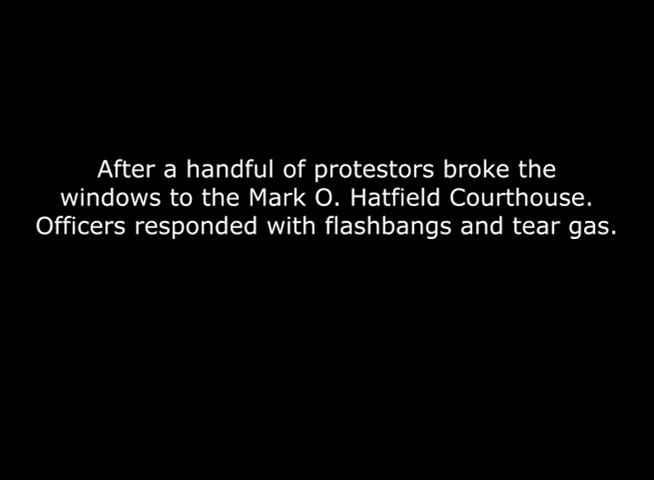 After a handful of protestors broke the
windows to the Mark O. Hatfield Courthouse.
Officers responded with flashbangs and tear gas.